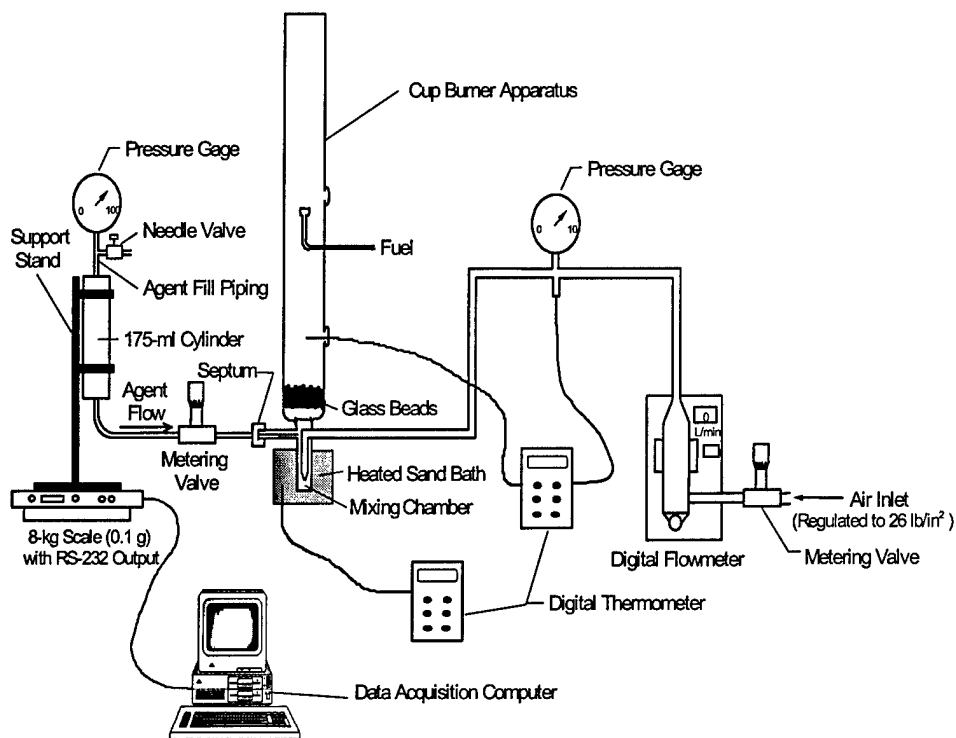 Cup Burner Apparatus
Pressure Gage
0 100
Needle Valve
Support
Stand
Agent Fill Piping
175-ml Cylinder
Agent
Flow
Septum
Metering
Valve
Fuel
Glass Beads
Heated Sand Bath
Mixing Chamber
Pressure Gage
0 10
0
L/min
Air Inlet
(Regulated to 26 lb/in²)
Metering Valve
Digital Flowmeter
8-kg Scale (0.1 g)
with RS-232 Output
Digital Thermometer
Data Acquisition Computer